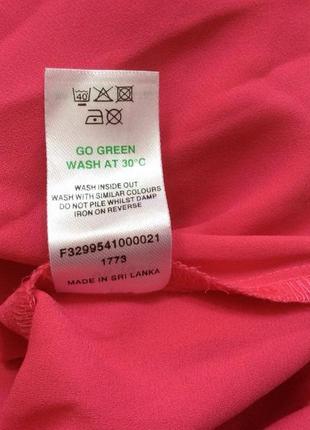 40
GO GREEN
WASH AT 30°C
WASH INSIDE OUT
WASH WITH SIMILAR COLOURS
DO NOT PILE WHILST DAMP
IRON ON REVERSE
F3299541000021
1773
MADE IN SRI LANKA